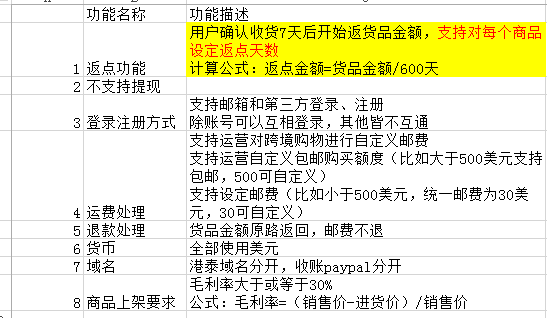 功能名称 功能描述
用户确认收货7天后开始返货品金额，支持对每个商品
设定返点天数
1 返点功能 计算公式：返点金额=货品金额/600天
2 不支持提现
支持邮箱和第三方登录、注册
3 登录注册方式 除账号可以互相登录，其他皆不互通
支持运营对跨境购物进行自定义邮费
支持运营自定义包邮购买额度（比如大于500美元支持
包邮，500可自定义）
支持设定邮费（比如小于500美元，统一邮费为30美
4 运费处理 元，30可自定义）
5 退款处理 货品金额原路返回，邮费不退
6 货币 全部使用美元
7 域名 港泰域名分开，收账paypal分开
毛利率大于或等于30%
8 商品上架要求 公式：毛利率=（销售价-进货价）/销售价